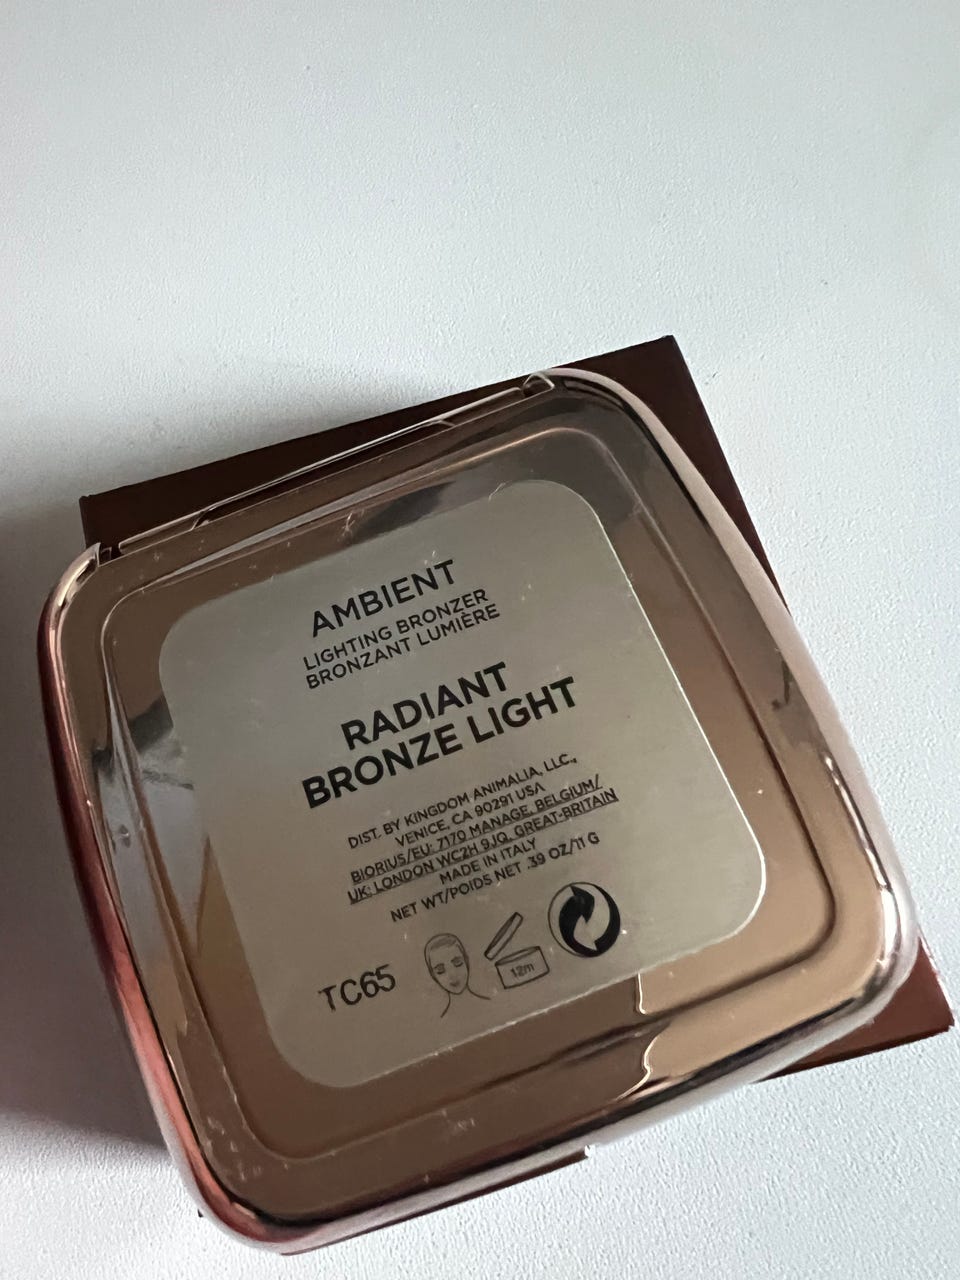 AMBIENT
LIGHTING BRONZER
BRONZANT LUMIÈRE
RADIANT
BRONZE LIGHT
DIST. BY KINGDOM ANIMALIA, LLC.,
VENICE, CA 90291 USA
BIORIUS/EU: 7170 MANAGE, BELGIUM/
UK: LONDON WC2H 9JQ, GREAT-BRITAIN
MADE IN ITALY
NET WT/POIDS NET .39 OZ/11 G
TC65
12m